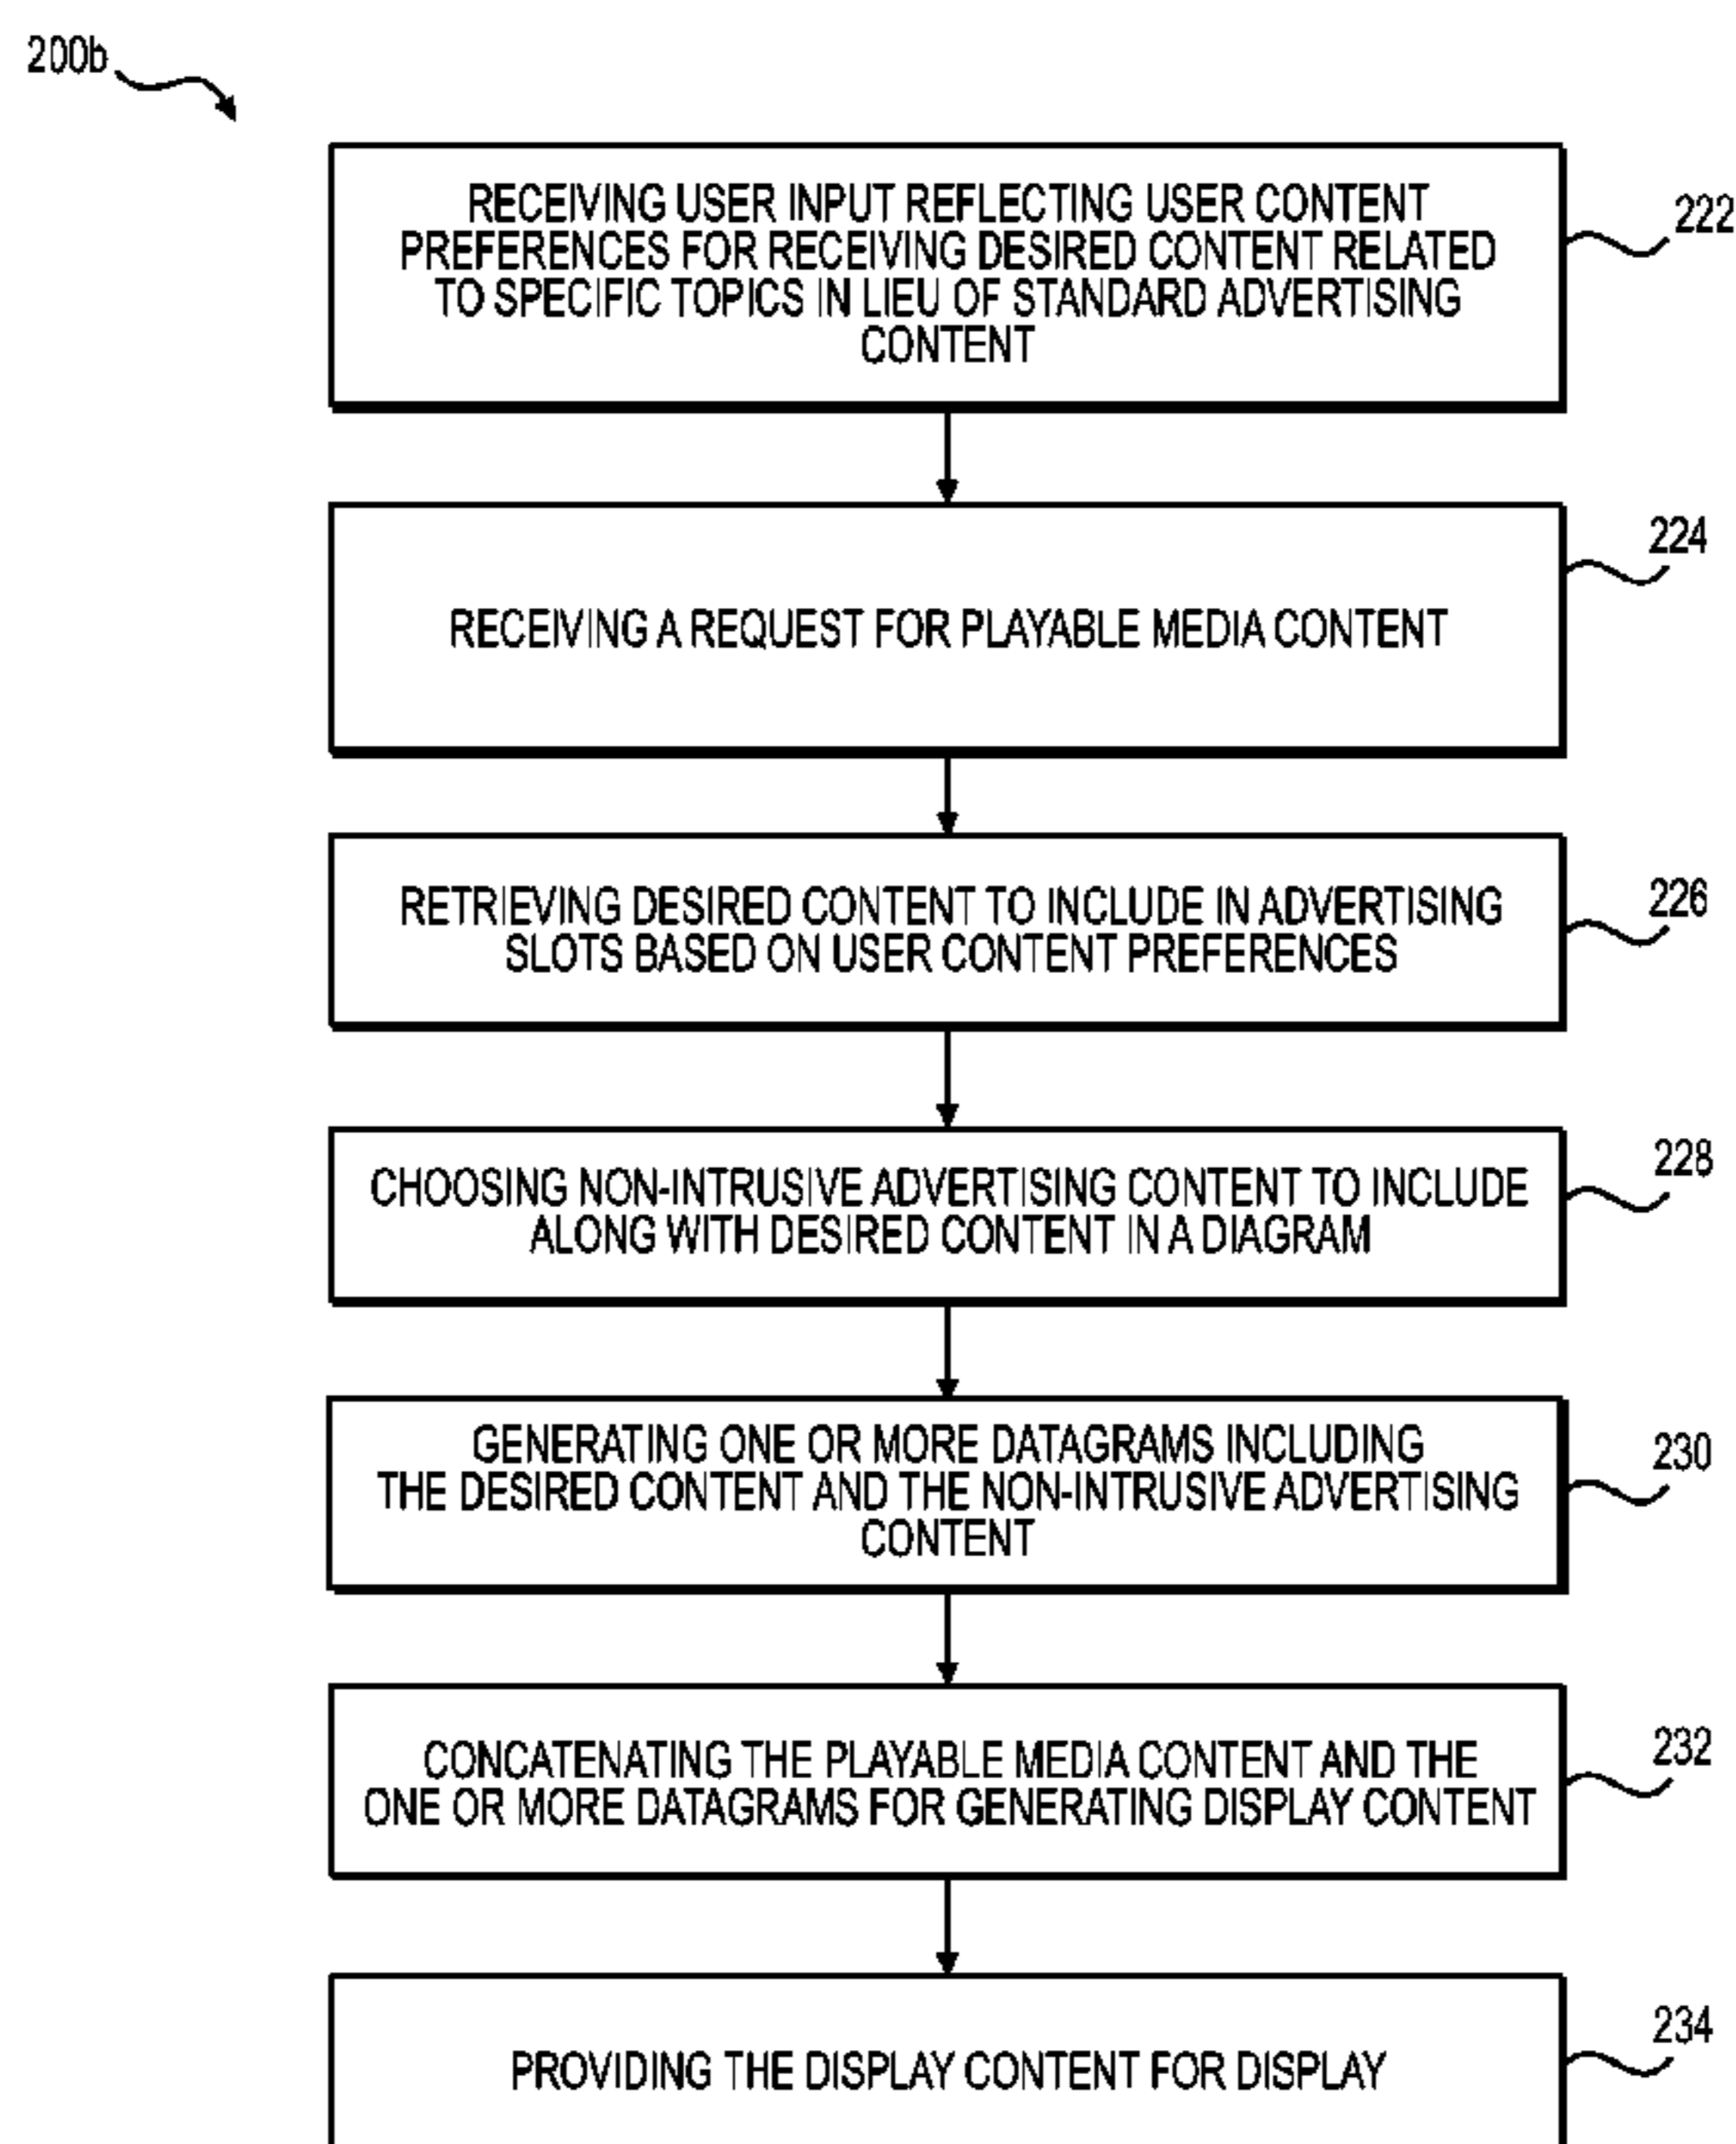 200b
RECEIVING USER INPUT REFLECTING USER CONTENT
PREFERENCES FOR RECEIVING DESIRED CONTENT RELATED
TO SPECIFIC TOPICS IN LIEU OF STANDARD ADVERTISING
CONTENT
222
RECEIVING A REQUEST FOR PLAYABLE MEDIA CONTENT
224
RETRIEVING DESIRED CONTENT TO INCLUDE IN ADVERTISING
SLOTS BASED ON USER CONTENT PREFERENCES
226
CHOOSING NON-INTRUSIVE ADVERTISING CONTENT TO INCLUDE
ALONG WITH DESIRED CONTENT IN A DIAGRAM
228
GENERATING ONE OR MORE DATAGRAMS INCLUDING
THE DESIRED CONTENT AND THE NON-INTRUSIVE ADVERTISING
CONTENT
230
CONCATENATING THE PLAYABLE MEDIA CONTENT AND THE
ONE OR MORE DATAGRAMS FOR GENERATING DISPLAY CONTENT
232
PROVIDING THE DISPLAY CONTENT FOR DISPLAY
234